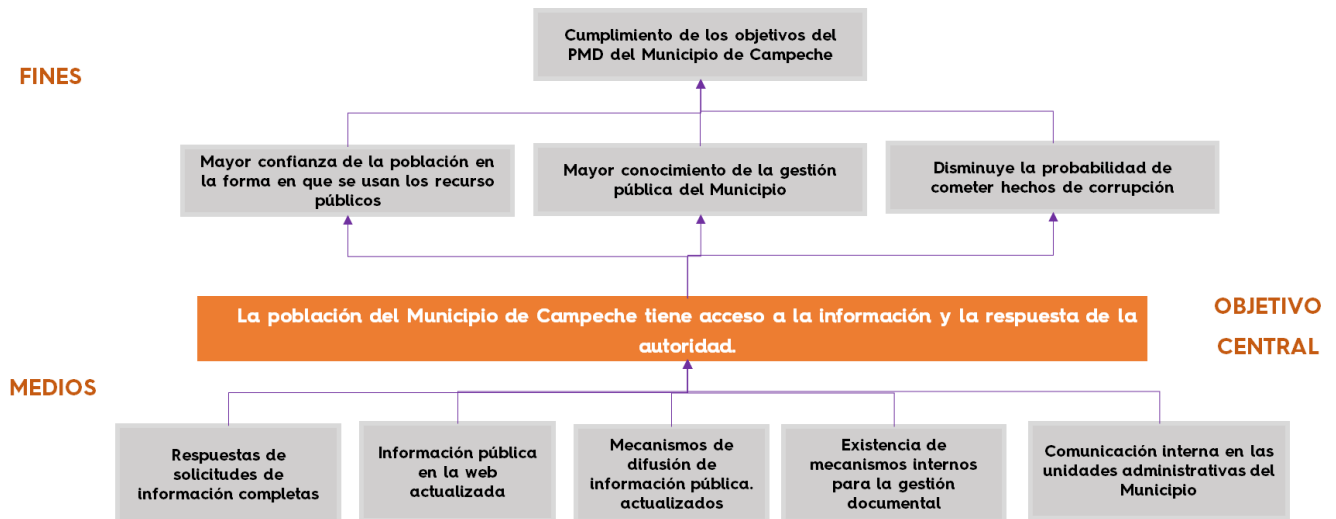 Cumplimiento de los objetivos del
PMD del Municipio de Campeche
FINES
Mayor confianza de la población en
la forma en que se usan los recurso
públicos
Mayor conocimiento de la gestión
pública del Municipio
Disminuye la probabilidad de
cometer hechos de corrupción
La población del Municipio de Campeche tiene acceso a la información y la respuesta de la
autoridad.
OBJETIVO
CENTRAL
MEDIOS
Respuestas de
solicitudes de
información completas
Información pública
en la web
actualizada
Mecanismos de
difusión de
información pública.
actualizados
Existencia de
mecanismos internos
para la gestión
documental
Comunicación interna en las
unidades administrativas del
Municipio